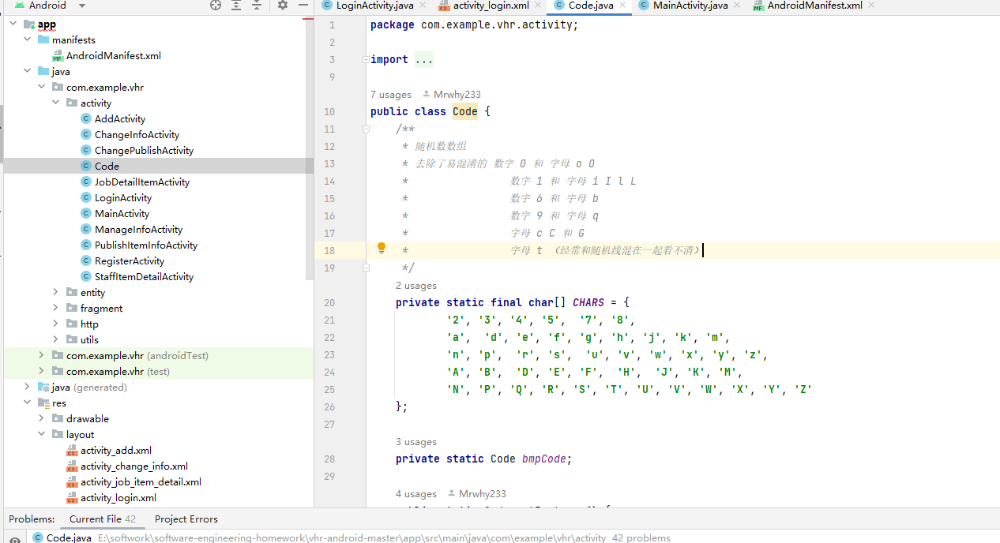 Android
app
manifests
AndroidManifest.xml
java
com.example.vhr
activity
AddActivity
ChangeInfoActivity
ChangePublishActivity
Code
JobDetailItemActivity
LoginActivity
MainActivity
ManageInfoActivity
PublishItemInfoActivity
RegisterActivity
StaffItemDetailActivity
entity
fragment
http
utils
com.example.vhr (androidTest)
com.example.vhr (test)
java (generated)
res
drawable
layout
activity_add.xml
activity_change_info.xml
activity_job_item_detail.xml
activity_login.xml
LoginActivity.java
activity_login.xml
Code.java
MainActivity.java
AndroidManifest.xml
1 package com.example.vhr.activity;
2
3 import ...
9
7 usages Mrwhy233
10 public class Code {
11 /**
12 * 随机数数组
13 * 去除了易混淆的 数字 0 和 字母 o O
14 * 数字 1 和 字母 i I l L
15 * 数字 6 和 字母 b
16 * 数字 9 和 字母 q
17 * 字母 c C 和 G
18 * 字母 t （经常和随机线混在一起看不清）
19 */
2 usages
20 private static final char[] CHARS = {
21 '2', '3', '4', '5', '7', '8',
22 'a', 'd', 'e', 'f', 'g', 'h', 'j', 'k', 'm',
23 'n', 'p', 'r', 's', 'u', 'v', 'w', 'x', 'y', 'z',
24 'A', 'B', 'D', 'E', 'F', 'H', 'J', 'K', 'M',
25 'N', 'P', 'Q', 'R', 'S', 'T', 'U', 'V', 'W', 'X', 'Y', 'Z'
26 };
27
3 usages
28 private static Code bmpCode;
29
4 usages Mrwhy233
Problems: Current File 42 Project Errors
Code.java E:\softwork\software-engineering-homework\vhr-android-master\app\src\main\java\com\example\vhr\activity 42 problems